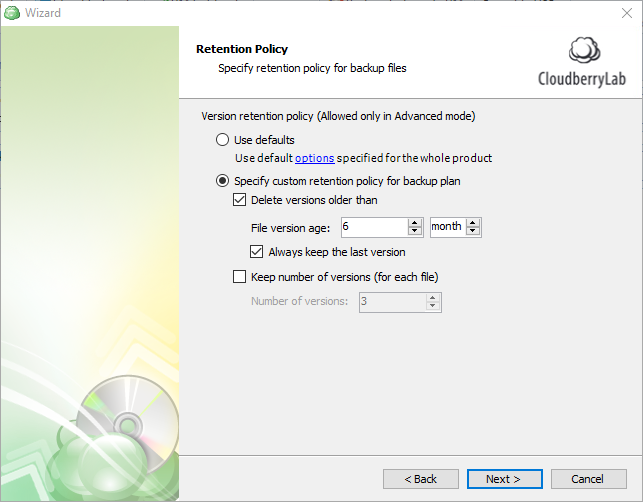 Wizard
Retention Policy
Specify retention policy for backup files
CloudberryLab
Version retention policy (Allowed only in Advanced mode)
Use defaults
Use default options specified for the whole product
Specify custom retention policy for backup plan
Delete versions older than
File version age: 6 month
Always keep the last version
Keep number of versions (for each file)
Number of versions: 3
< Back Next > Cancel